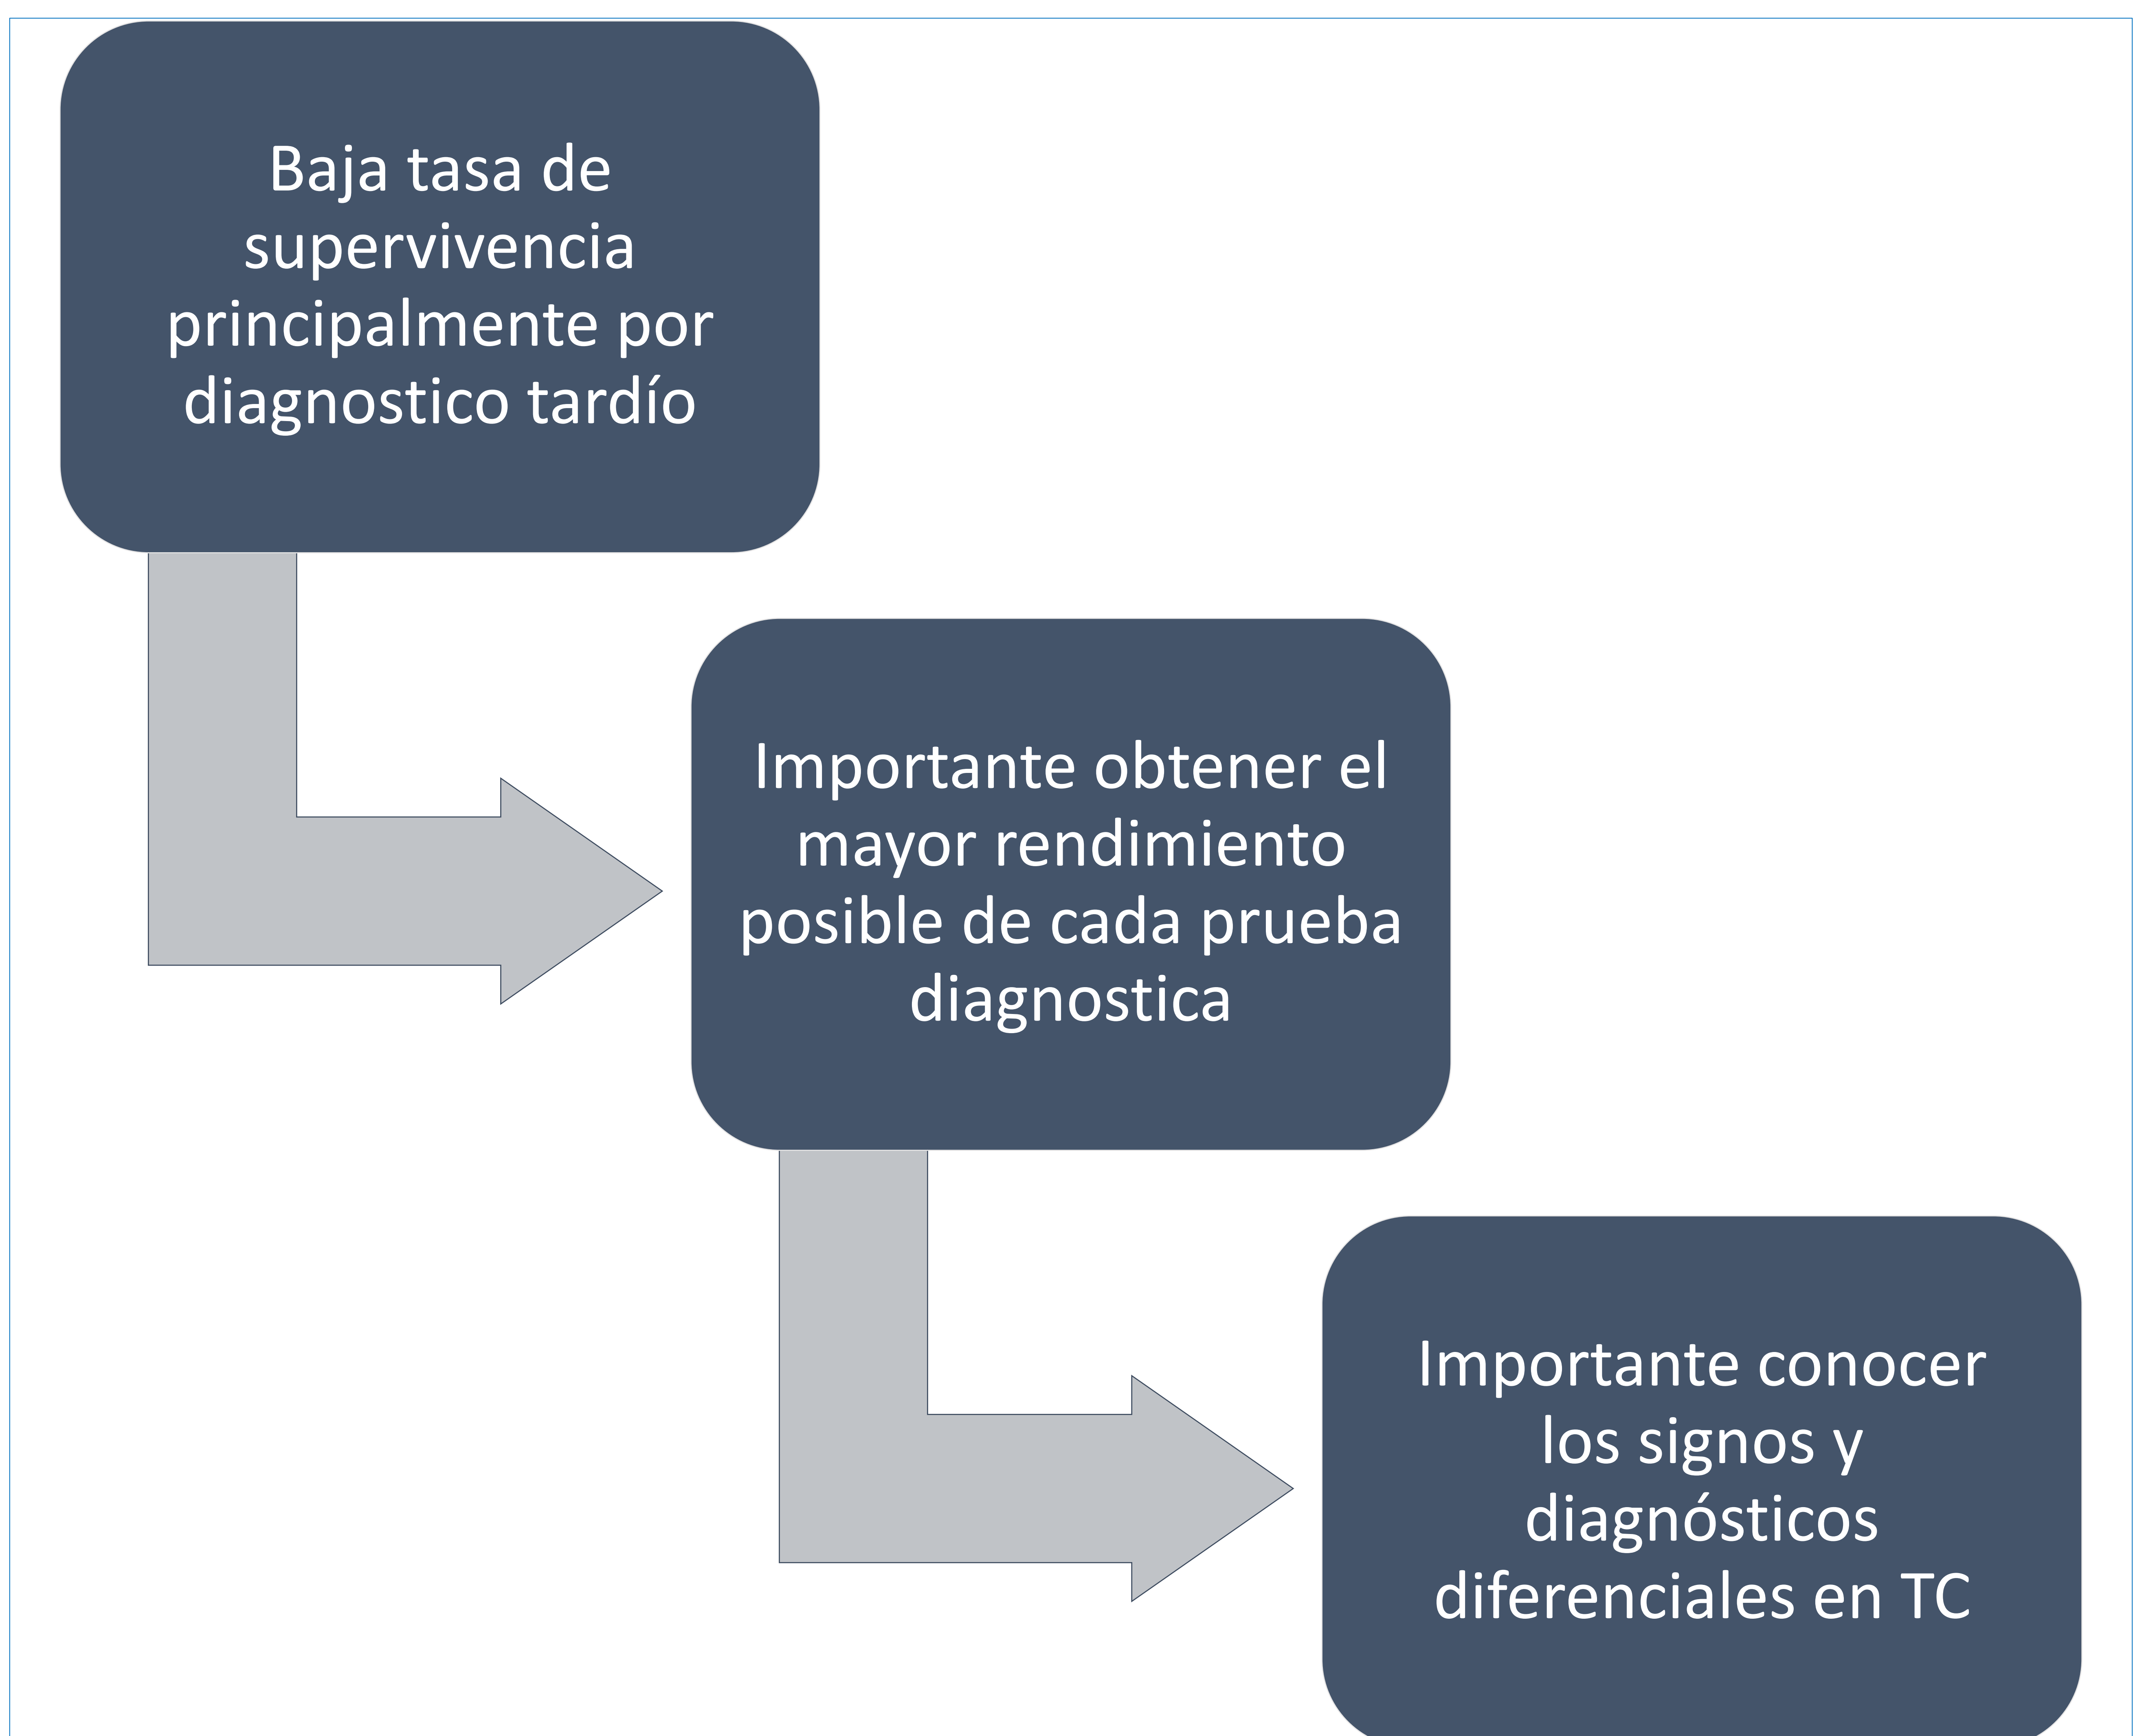 Baja tasa de
supervivencia
principalmente por
diagnostico tardío
Importante obtener el
mayor rendimiento
posible de cada prueba
diagnostica
Importante conocer
los signos y
diagnósticos
diferenciales en TC